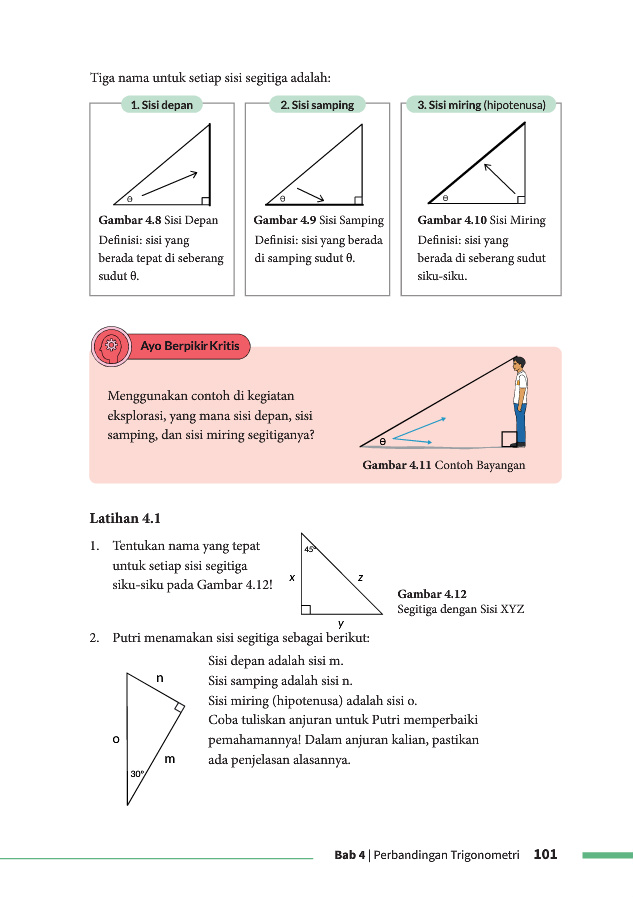 Tiga nama untuk setiap sisi segitiga adalah:
1. Sisi depan
θ
Gambar 4.8 Sisi Depan
Definisi: sisi yang
berada tepat di seberang
sudut θ.
2. Sisi samping
θ
Gambar 4.9 Sisi Samping
Definisi: sisi yang berada
di samping sudut θ.
3. Sisi miring (hipotenusa)
θ
Gambar 4.10 Sisi Miring
Definisi: sisi yang
berada di seberang sudut
siku-siku.
Ayo Berpikir Kritis
Menggunakan contoh di kegiatan
eksplorasi, yang mana sisi depan, sisi
samping, dan sisi miring segitiganya?
θ
Gambar 4.11 Contoh Bayangan
Latihan 4.1
1. Tentukan nama yang tepat
untuk setiap sisi segitiga
siku-siku pada Gambar 4.12!
45°
x
z
y
Gambar 4.12
Segitiga dengan Sisi XYZ
2. Putri menamakan sisi segitiga sebagai berikut:
n
o
m
30°
Sisi depan adalah sisi m.
Sisi samping adalah sisi n.
Sisi miring (hipotenusa) adalah sisi o.
Coba tuliskan anjuran untuk Putri memperbaiki
pemahamannya! Dalam anjuran kalian, pastikan
ada penjelasan alasannya.
Bab 4 | Perbandingan Trigonometri 101